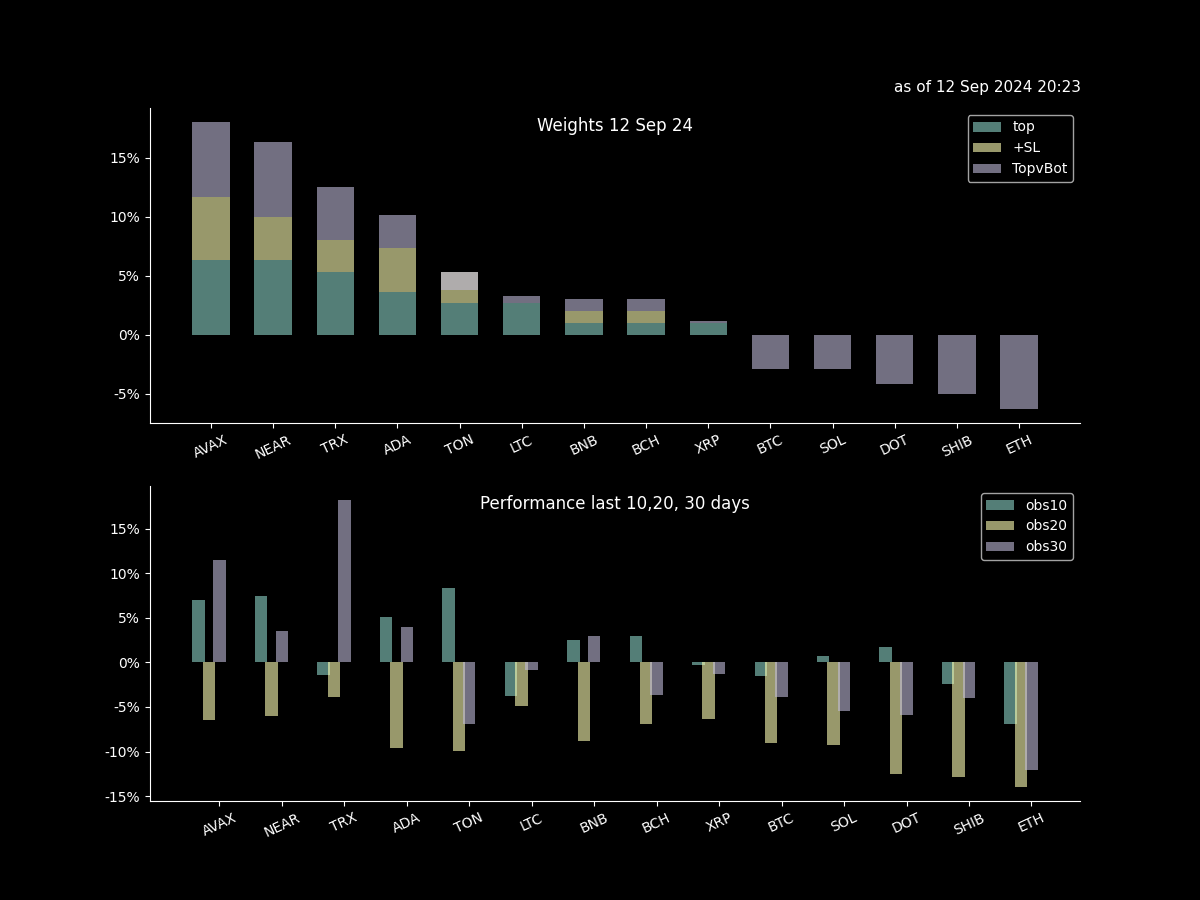 as of 12 Sep 2024 20:23
Weights 12 Sep 24
top
+SL
TopvBot
15%
10%
5%
0%
-5%
AVAX NEAR TRX ADA TON LTC BNB BCH XRP BTC SOL DOT SHIB ETH
Performance last 10,20, 30 days
obs10
obs20
obs30
15%
10%
5%
0%
-5%
-10%
-15%
AVAX NEAR TRX ADA TON LTC BNB BCH XRP BTC SOL DOT SHIB ETH